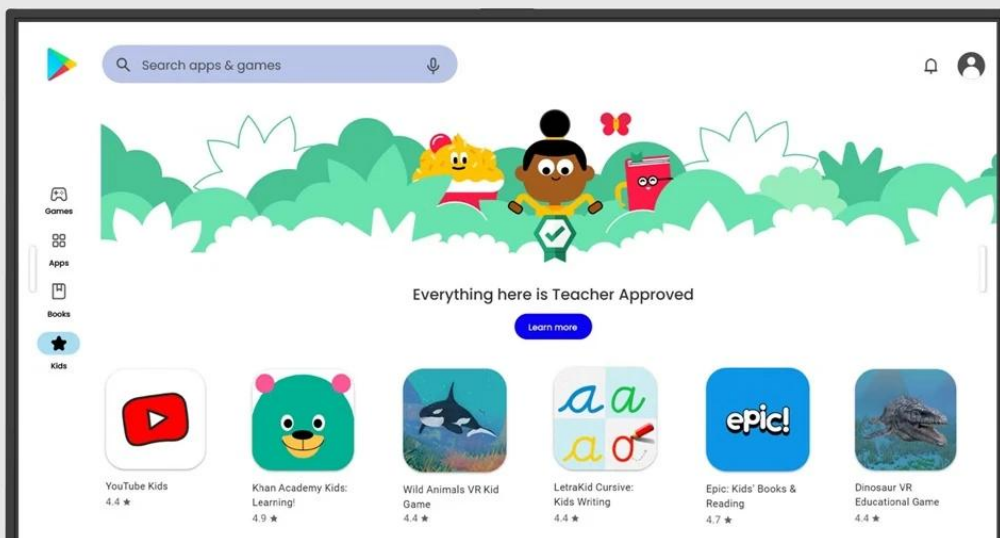 Search apps & games
Games
Apps
Books
Kids
Everything here is Teacher Approved
Learn more
YouTube Kids
4.4 ★
Khan Academy Kids:
Learning!
4.9 ★
Wild Animals VR Kid
Game
4.4 ★
a a
a a
LetraKid Cursive:
Kids Writing
4.4 ★
epic!
Epic: Kids' Books &
Reading
4.7 ★
Dinosaur VR
Educational Game
4.4 ★